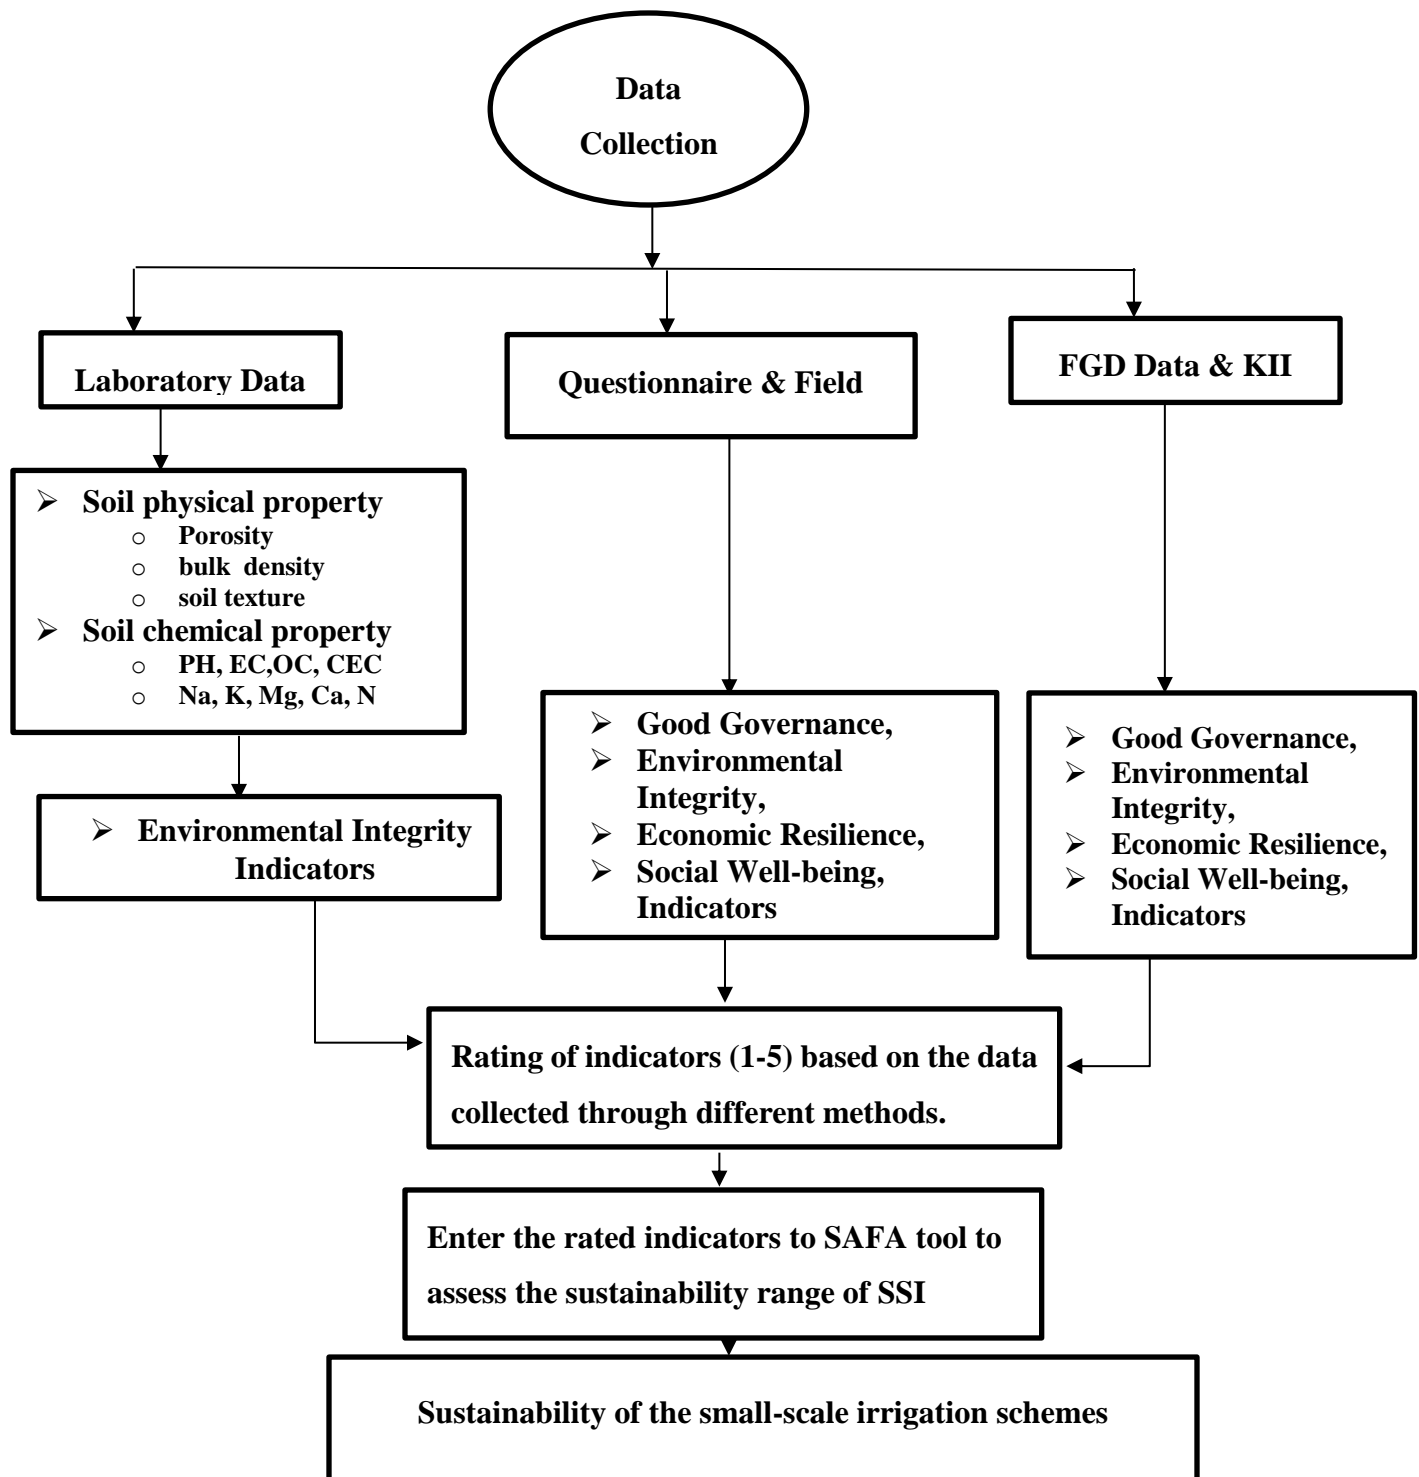 Data
Collection
Laboratory Data
Questionnaire & Field
FGD Data & KII
➢ Soil physical property
o Porosity
o bulk density
o soil texture
➢ Soil chemical property
o PH, EC,OC, CEC
o Na, K, Mg, Ca, N
➢ Environmental Integrity
Indicators
➢ Good Governance,
➢ Environmental
Integrity,
➢ Economic Resilience,
➢ Social Well-being,
Indicators
➢ Good Governance,
➢ Environmental
Integrity,
➢ Economic Resilience,
➢ Social Well-being,
Indicators
Rating of indicators (1-5) based on the data
collected through different methods.
Enter the rated indicators to SAFA tool to
assess the sustainability range of SSI
Sustainability of the small-scale irrigation schemes